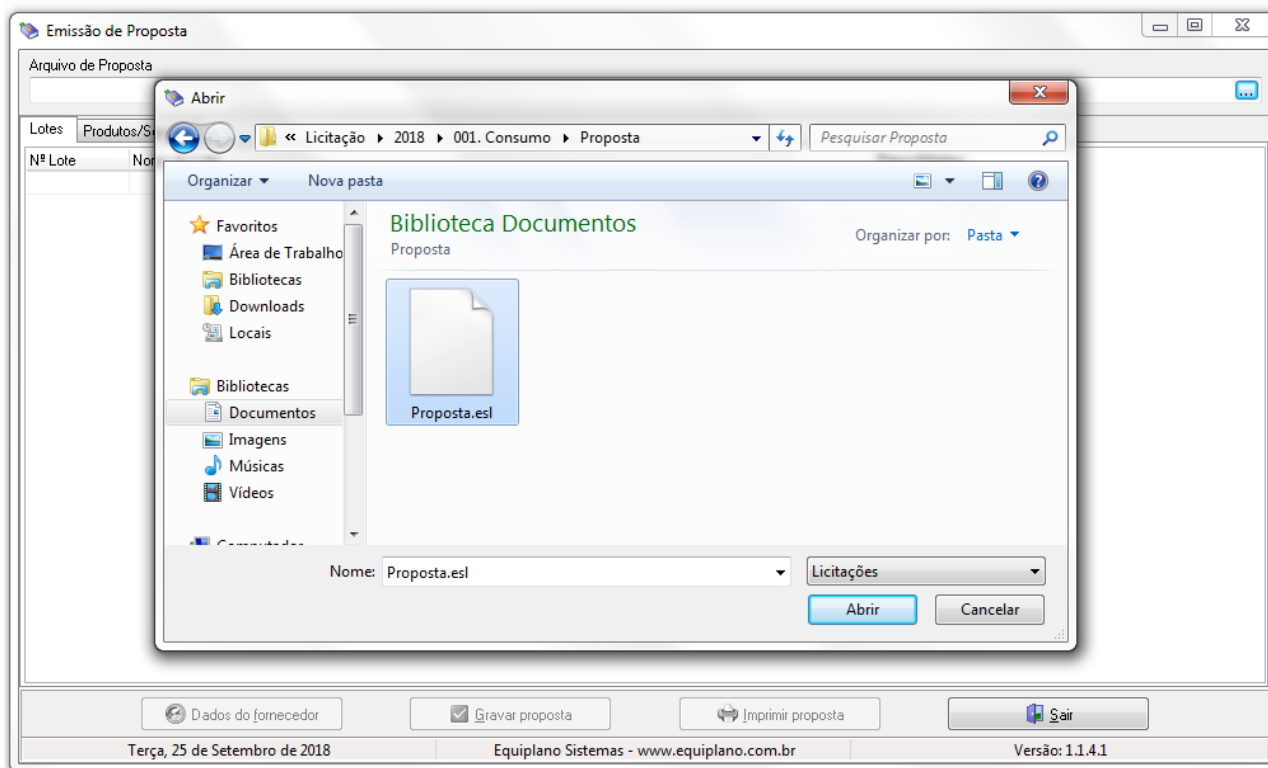 Emissão de Proposta
Arquivo de Proposta
Abrir
« Licitação 2018 001. Consumo Proposta
Pesquisar Proposta
Lotes
Nº Lote
Organizar
Nova pasta
Favoritos
Área de Trabalho
Bibliotecas
Downloads
Locais
Bibliotecas
Documentos
Imagens
Músicas
Vídeos
Biblioteca Documentos
Proposta
Organizar por: Pasta
Proposta.esl
Nome: Proposta.esl
Licitações
Abrir Cancelar
Dados do fornecedor
Gravar proposta
Imprimir proposta
Sair
Terça, 25 de Setembro de 2018
Equiplano Sistemas - www.equiplano.com.br
Versão: 1.1.4.1